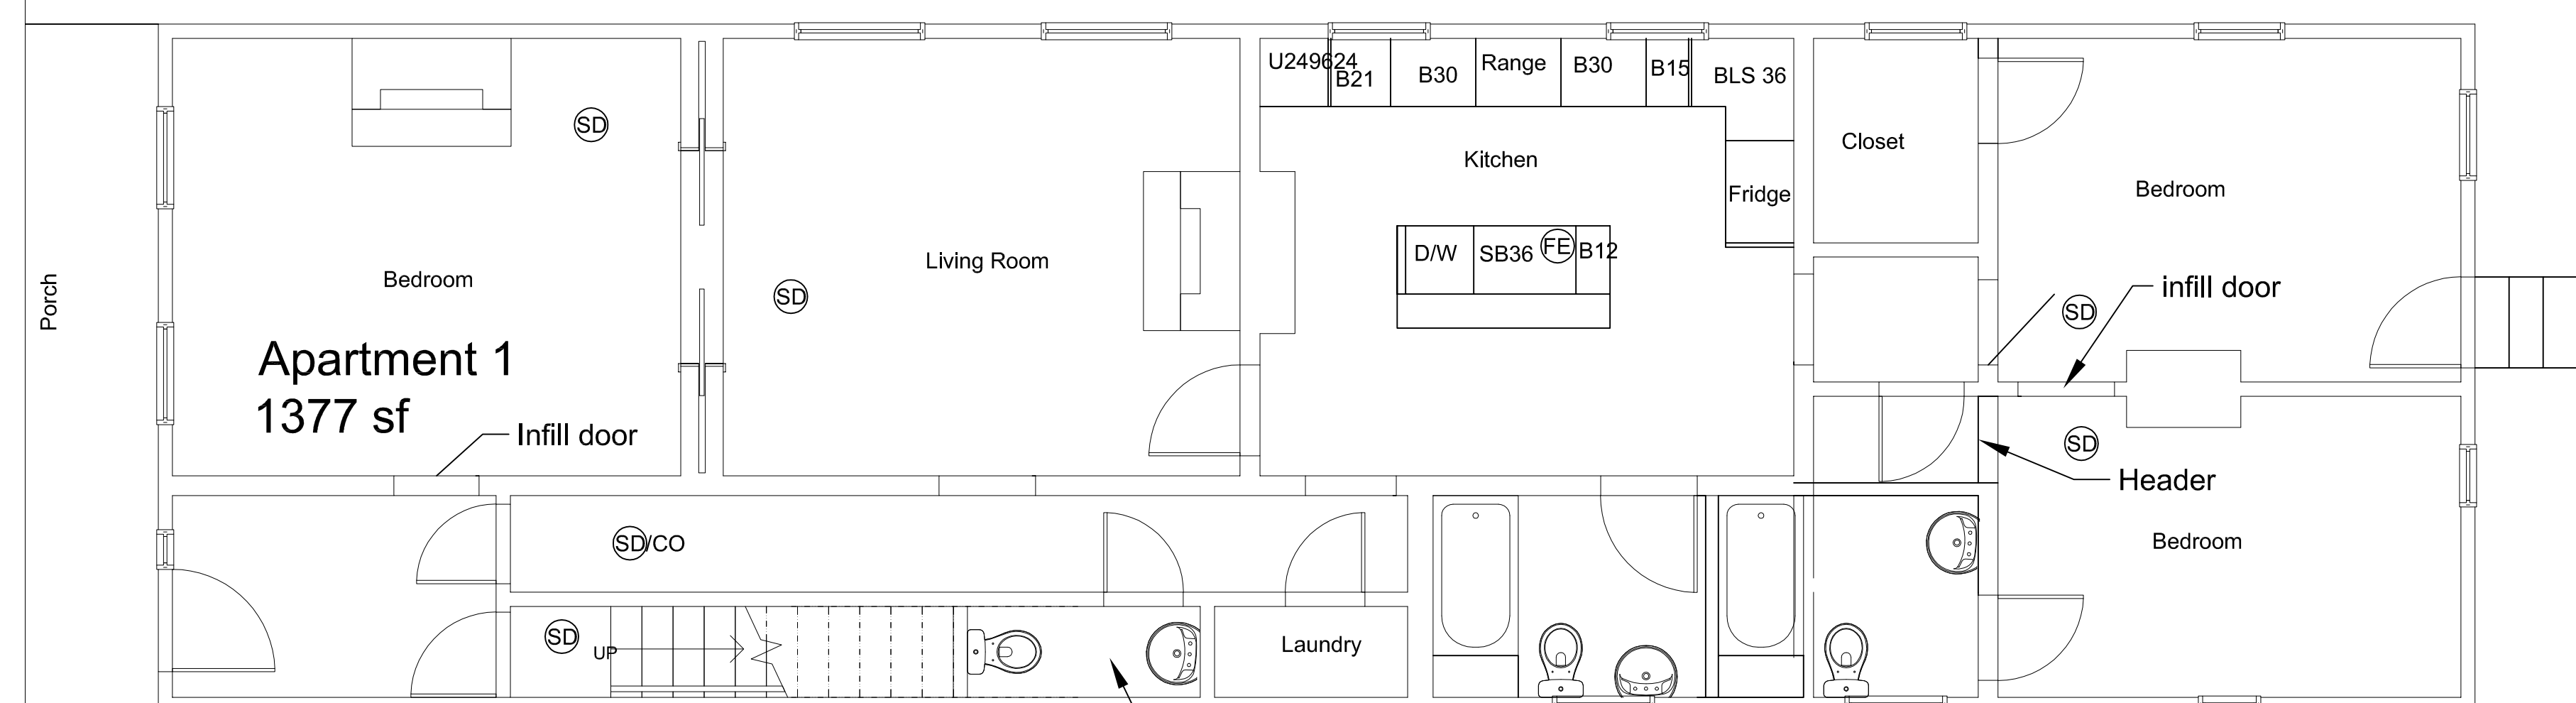 U249624
B21
B30
Range
B30
B15
BLS 36
SD
Closet
Kitchen
Bedroom
Fridge
D/W
SB36
FE
B12
Living Room
Bedroom
Porch
SD
SD
infill door
Apartment 1
1377 sf
Infill door
SD
Header
SD/CO
Bedroom
SD
UP
Laundry